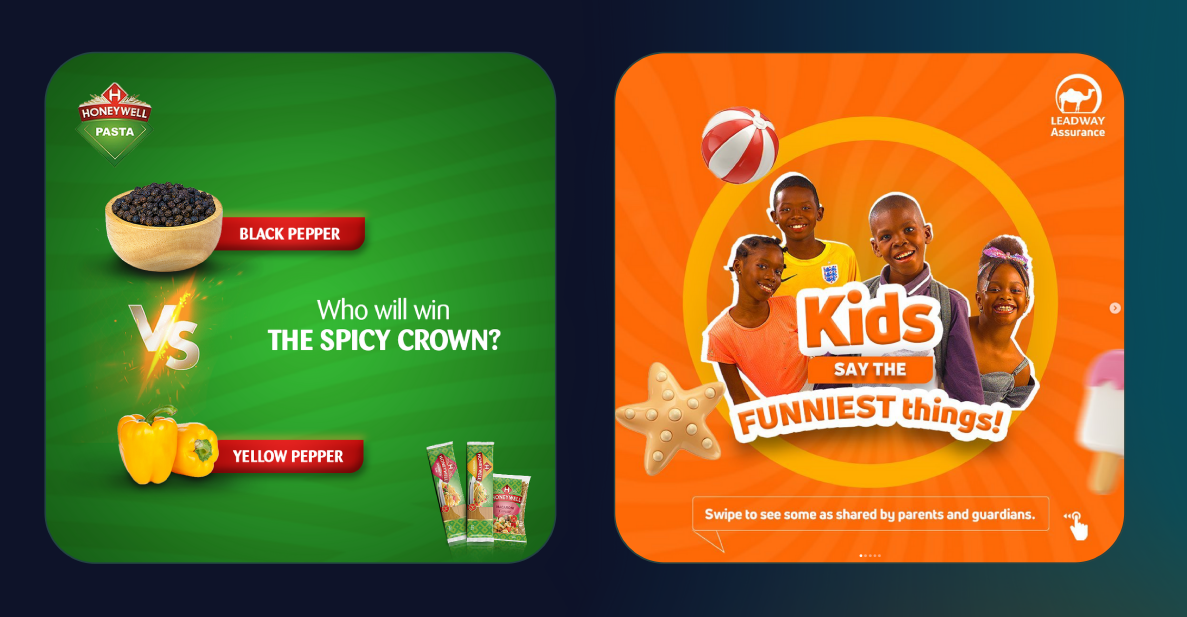 H
HONEYWELL
PASTA
BLACK PEPPER
VS
Who will win
THE SPICY CROWN?
YELLOW PEPPER
HONEYWELL
LEADWAY
Assurance
Kids
SAY THE
FUNNIEST things!
Swipe to see some as shared by parents and guardians.